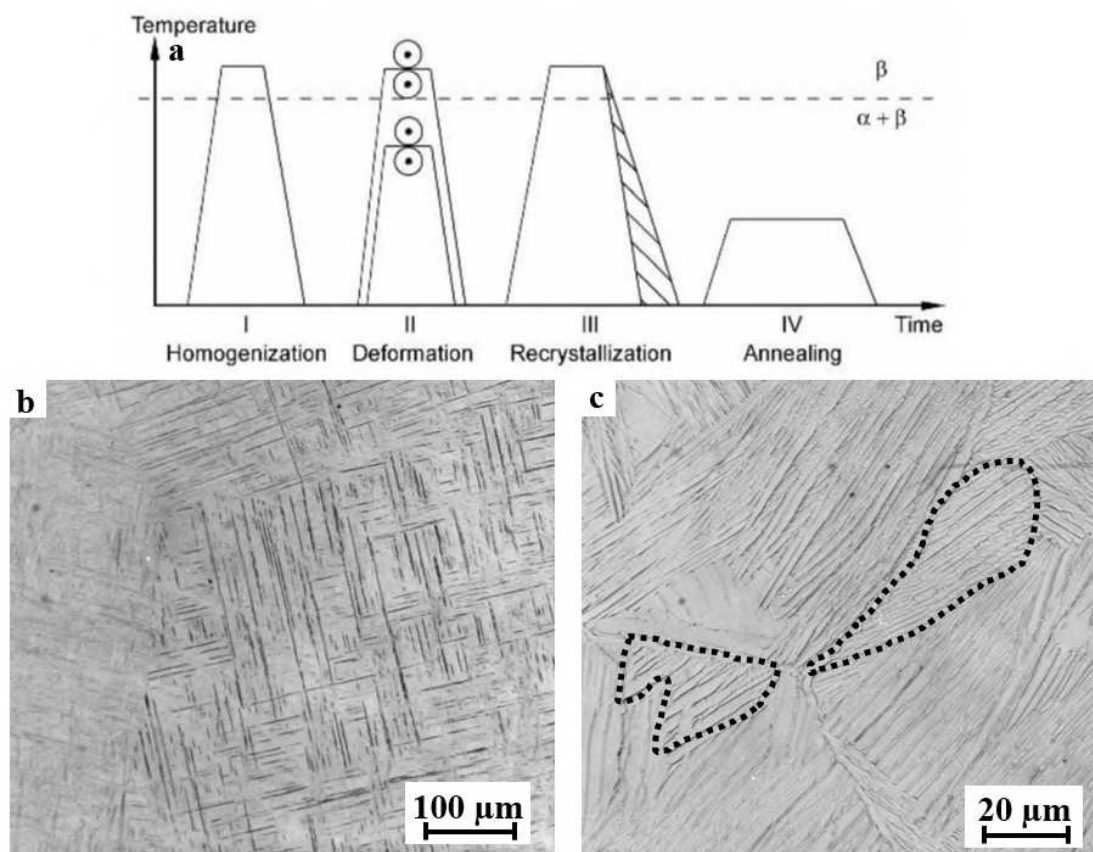 Temperature
a
β
α + β
I II III IV Time
Homogenization Deformation Recrystallization Annealing
b
100 µm
c
20 µm